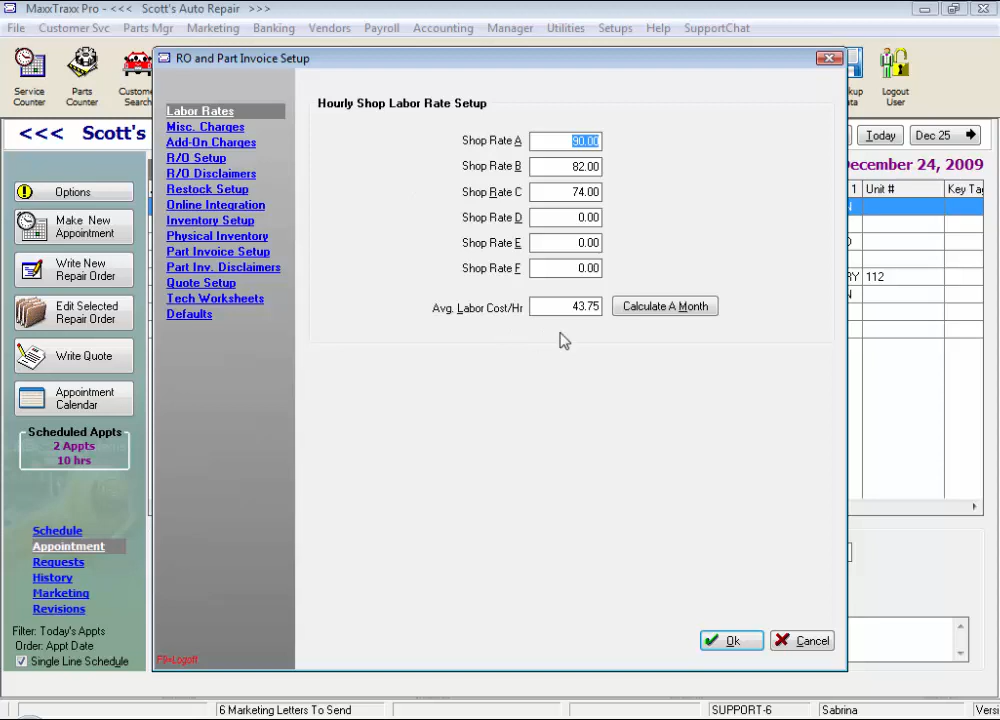 MaxxTraxx Pro - <<< Scott's Auto Repair >>>
File Customer Svc Parts Mgr Marketing Banking Vendors Payroll Accounting Manager Utilities Setups Help SupportChat
Service Counter
Parts Counter
Search
Logout User
<<< Scott's
Today
Dec 25
ecember 24, 2009
1 Unit # Key Ta
RY 112
Options
Make New Appointment
Write New Repair Order
Edit Selected Repair Order
Write Quote
Appointment Calendar
Scheduled Appts
2 Appts
10 hrs
Schedule
Appointment
Requests
History
Marketing
Revisions
Filter: Today's Appts
Order: Appt Date
Single Line Schedule
RO and Part Invoice Setup
Labor Rates
Misc. Charges
Add-On Charges
R/O Setup
R/O Disclaimers
Restock Setup
Online Integration
Inventory Setup
Physical Inventory
Part Invoice Setup
Part Inv. Disclaimers
Quote Setup
Tech Worksheets
Defaults
F9=Logoff
Hourly Shop Labor Rate Setup
Shop Rate A 90.00
Shop Rate B 82.00
Shop Rate C 74.00
Shop Rate D 0.00
Shop Rate E 0.00
Shop Rate F 0.00
Avg. Labor Cost/Hr 43.75 Calculate A Month
Ok Cancel
6 Marketing Letters To Send SUPPORT-6 Sabrina Versi